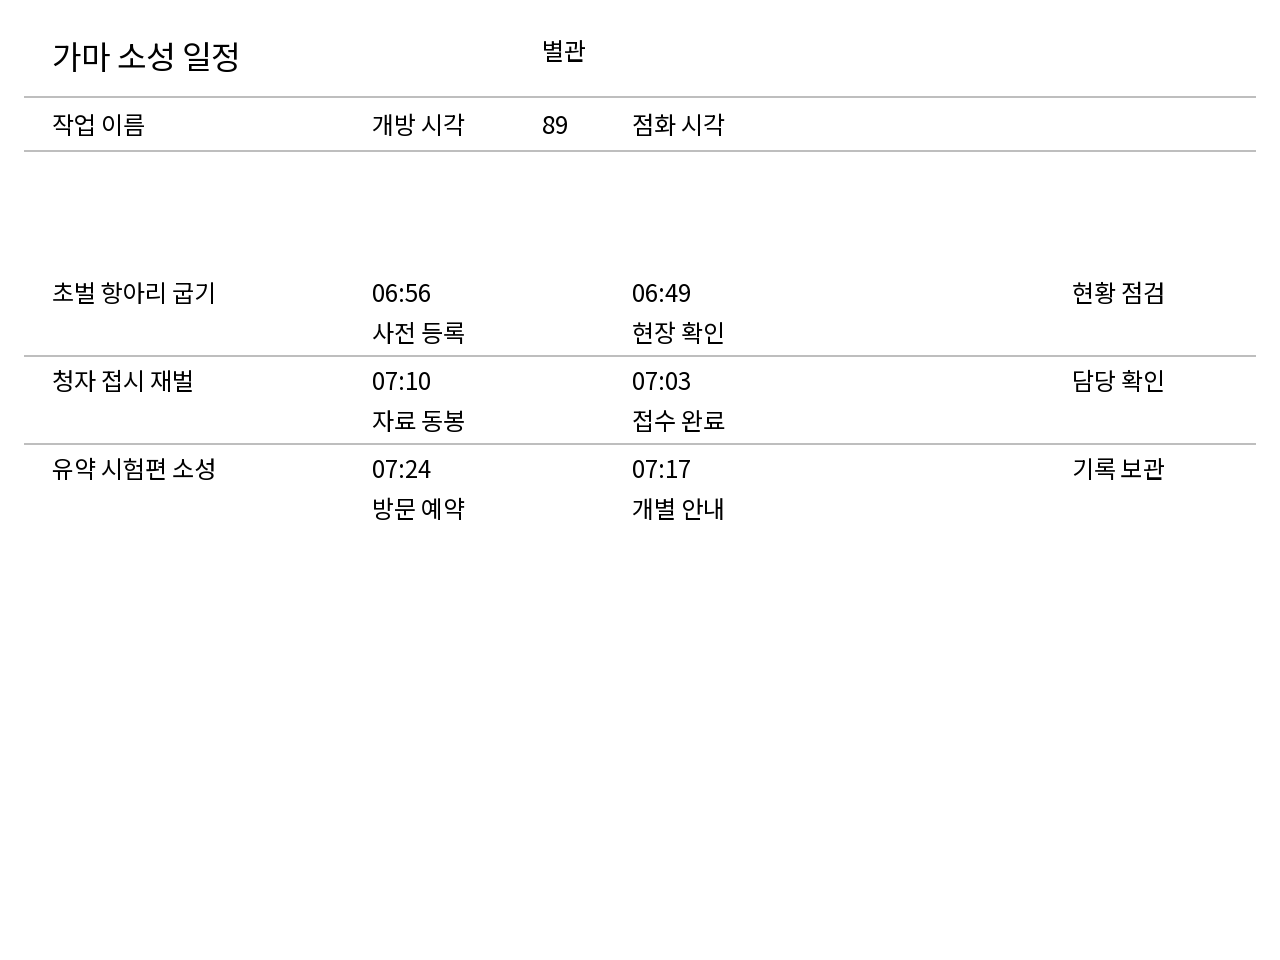 가마 소성 일정 별관
작업 이름 개방 시각 89 점화 시각
초벌 항아리 굽기 06:56 06:49 현황 점검
사전 등록 현장 확인
청자 접시 재벌 07:10 07:03 담당 확인
자료 동봉 접수 완료
유약 시험편 소성 07:24 07:17 기록 보관
방문 예약 개별 안내